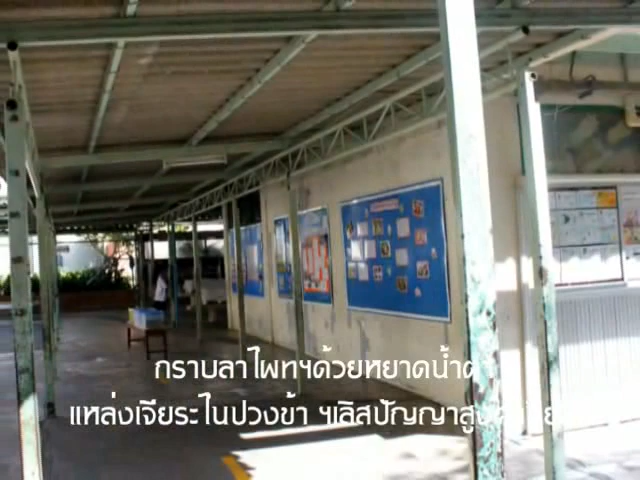 กราบลาไผทฯด้วยหยาดน้ำตา
แหล่งเจียระไนปวงข้า ฯเลิสปัญญา